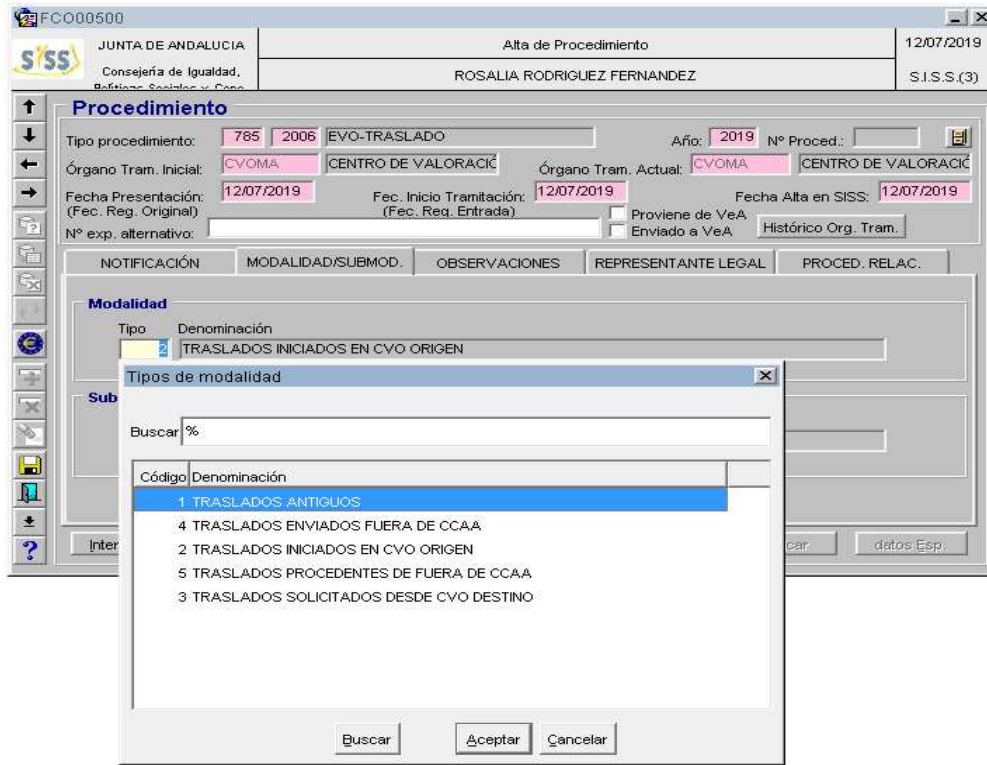 FCO00500
SISS
JUNTA DE ANDALUCIA
Consejería de Igualdad,
Políticas Sociales y Conc
Alta de Procedimiento
ROSALIA RODRIGUEZ FERNANDEZ
12/07/2019
S.I.S.S.(3)
Procedimiento
Tipo procedimiento: 785 2006 EVO-TRASLADO Año: 2019 Nº Proced.:
Órgano Tram. Inicial: CVOMA CENTRO DE VALORACIÓ Órgano Tram. Actual: CVOMA CENTRO DE VALORACIÓ
Fecha Presentación: 12/07/2019 Fec. Inicio Tramitación: 12/07/2019 Fecha Alta en SISS: 12/07/2019
(Fec. Reg. Original) (Fec. Reg. Entrada) Proviene de VeA
Nº exp. alternativo: Enviado a VeA Histórico Org. Tram.
NOTIFICACIÓN MODALIDAD/SUBMOD. OBSERVACIONES REPRESENTANTE LEGAL PROCED. RELAC.
Modalidad
Tipo Denominación
2 TRASLADOS INICIADOS EN CVO ORIGEN
Sub
Tipos de modalidad
Buscar %
Código Denominación
1 TRASLADOS ANTIGUOS
4 TRASLADOS ENVIADOS FUERA DE CCAA
2 TRASLADOS INICIADOS EN CVO ORIGEN
5 TRASLADOS PROCEDENTES DE FUERA DE CCAA
3 TRASLADOS SOLICITADOS DESDE CVO DESTINO
Inter car datos Esp.
Buscar Aceptar Cancelar